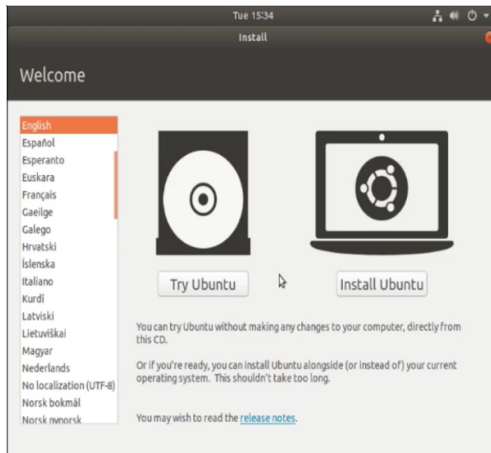 Tue 15:34
Install
Welcome
English
Español
Esperanto
Euskara
Français
Gaeilge
Galego
Hrvatski
Íslenska
Italiano
Kurdî
Latviski
Lietuviškai
Magyar
Nederlands
No localization (UTF-8)
Norsk bokmål
Norsk nynorsk
Try Ubuntu
Install Ubuntu
You can try Ubuntu without making any changes to your computer, directly from
this CD.
Or if you're ready, you can install Ubuntu alongside (or instead of) your current
operating system. This shouldn't take too long.
You may wish to read the release notes.